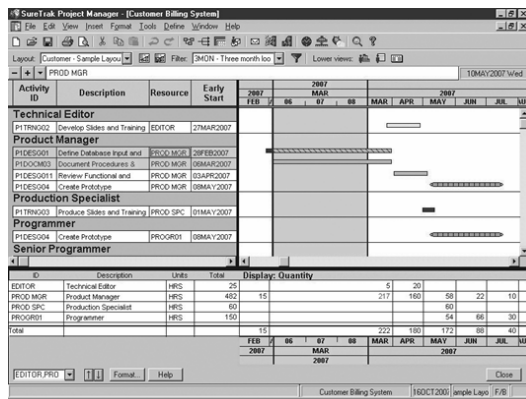 SureTrak Project Manager - [Customer Billing System]
File Edit View Insert Format Tools Define Window Help
Layout: Customer - Sample Layou Filter: 3MON - Three month loo Lower views:
PROD MGR 10MAY2007 Wed
Activity ID Description Resource Early Start
2007 2007 2007
FEB MAR
06 07 08 MAR APR MAY JUN JUL
Technical Editor
P1TRNG02 Develop Slides and Training EDITOR 27MAR2007
Product Manager
P1DESG01 Define Database Input and PROD MGR 28FEB2007
P1DOCM03 Document Procedures & PROD MGR 06MAR2007
P1DESG011 Review Functional and PROD MGR 03APR2007
P1DESG04 Create Prototype PROD MGR 08MAY2007
Production Specialist
P1TRNG03 Produce Slides and Training PROD SPC 01MAY2007
Programmer
P1DESG04 Create Prototype PROGR01 08MAY2007
Senior Programmer
ID Description Units Total Display: Quantity
EDITOR Technical Editor HRS 25 5 20
PROD MGR Product Manager HRS 482 15 217 160 58 22 10
PROD SPC Production Specialist HRS 60 60
PROGR01 Programmer HRS 150 54 66 30
Total 15 222 180 172 88 40
FEB 06 07 08 MAR APR MAY JUN JUL
2007 MAR 2007
2007
EDITOR,PRO Format... Help Close
Customer Billing System 16OCT200 ample Layo F/B